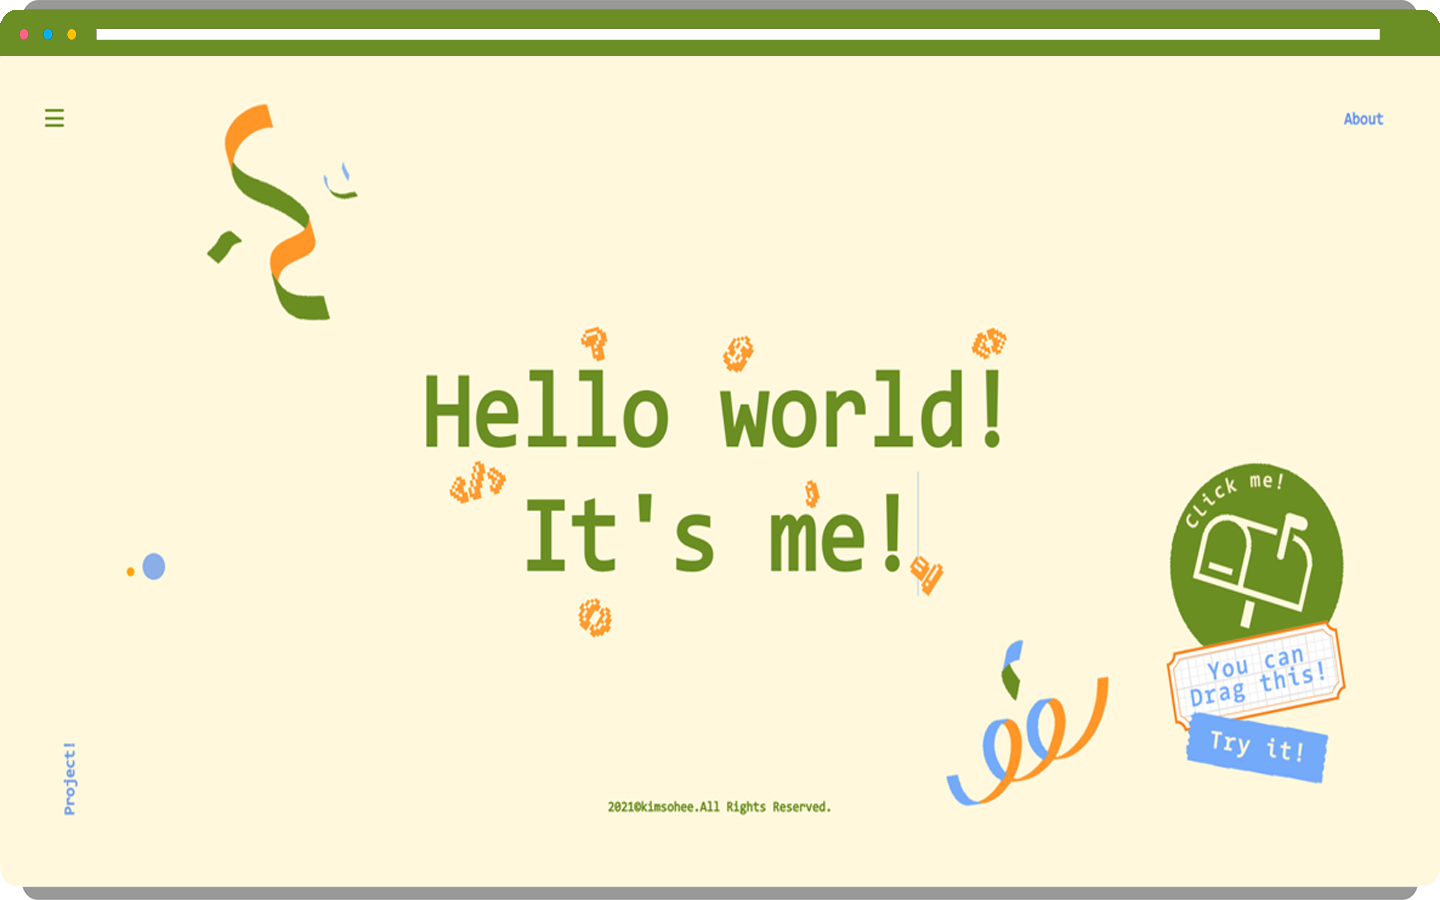 About
Hello world!
It's me!
Click me!
You can
Drag this!
Try it!
Project!
2021©kimsohee.All Rights Reserved.